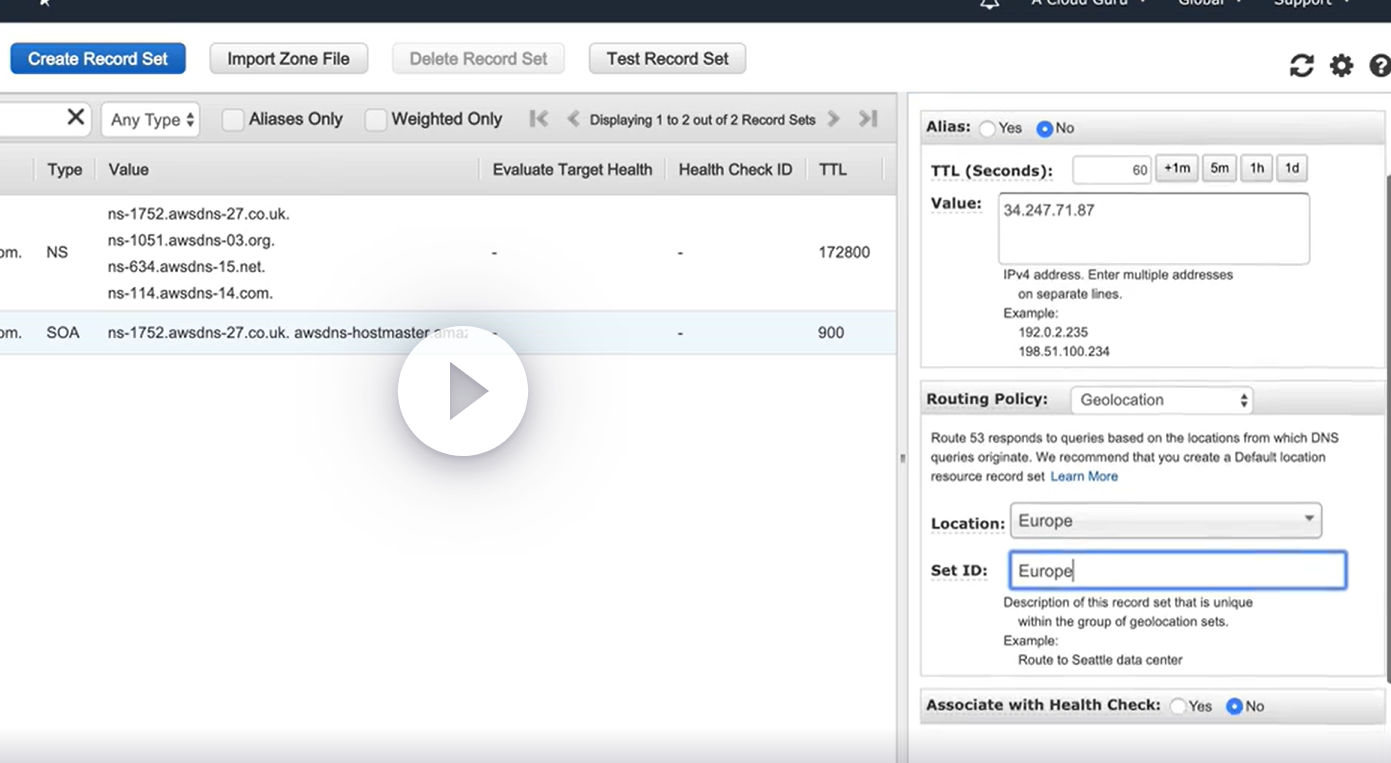 A Cloud Guru Global Support
Create Record Set Import Zone File Delete Record Set Test Record Set
Any Type Aliases Only Weighted Only Displaying 1 to 2 out of 2 Record Sets
Type Value Evaluate Target Health Health Check ID TTL
ns-1752.awsdns-27.co.uk.
ns-1051.awsdns-03.org.
om. NS - - 172800
ns-634.awsdns-15.net.
ns-114.awsdns-14.com.
om. SOA ns-1752.awsdns-27.co.uk. awsdns-hostmaster.ama - - 900
Alias: Yes No
TTL (Seconds): 60 +1m 5m 1h 1d
Value: 34.247.71.87
IPv4 address. Enter multiple addresses
on separate lines.
Example:
192.0.2.235
198.51.100.234
Routing Policy: Geolocation
Route 53 responds to queries based on the locations from which DNS
queries originate. We recommend that you create a Default location
resource record set Learn More
Location: Europe
Set ID: Europe
Description of this record set that is unique
within the group of geolocation sets.
Example:
Route to Seattle data center
Associate with Health Check: Yes No